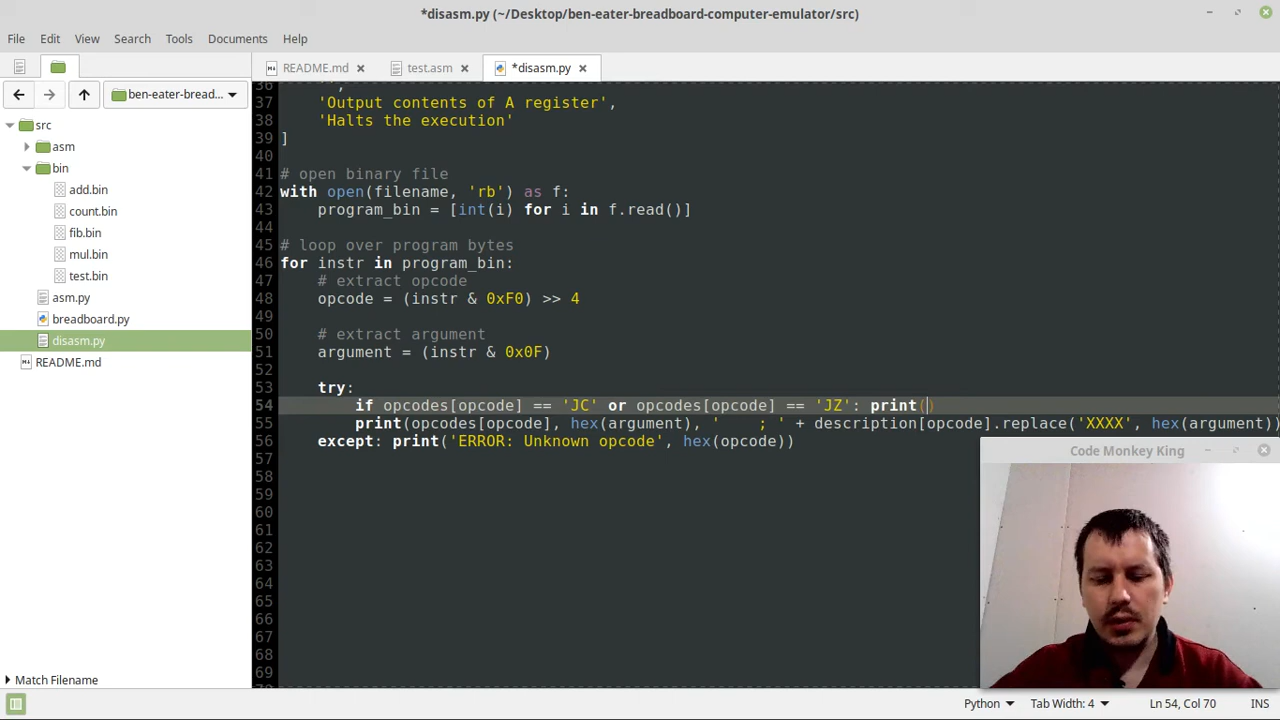 *disasm.py (~/Desktop/ben-eater-breadboard-computer-emulator/src)
File Edit View Search Tools Documents Help
README.md
test.asm
*disasm.py
ben-eater-bread...
src
asm
bin
add.bin
count.bin
fib.bin
mul.bin
test.bin
asm.py
breadboard.py
disasm.py
README.md
Match Filename
36 ',
37 'Output contents of A register',
38 'Halts the execution'
39 ]
40
41 # open binary file
42 with open(filename, 'rb') as f:
43 program_bin = [int(i) for i in f.read()]
44
45 # loop over program bytes
46 for instr in program_bin:
47 # extract opcode
48 opcode = (instr & 0xF0) >> 4
49
50 # extract argument
51 argument = (instr & 0x0F)
52
53 try:
54 if opcodes[opcode] == 'JC' or opcodes[opcode] == 'JZ': print()
55 print(opcodes[opcode], hex(argument), '    ; ' + description[opcode].replace('XXXX', hex(argument))
56 except: print('ERROR: Unknown opcode', hex(opcode))
57
58
59
60
61
62
63
64
65
66
67
68
69
Code Monkey King
Python Tab Width: 4 Ln 54, Col 70 INS